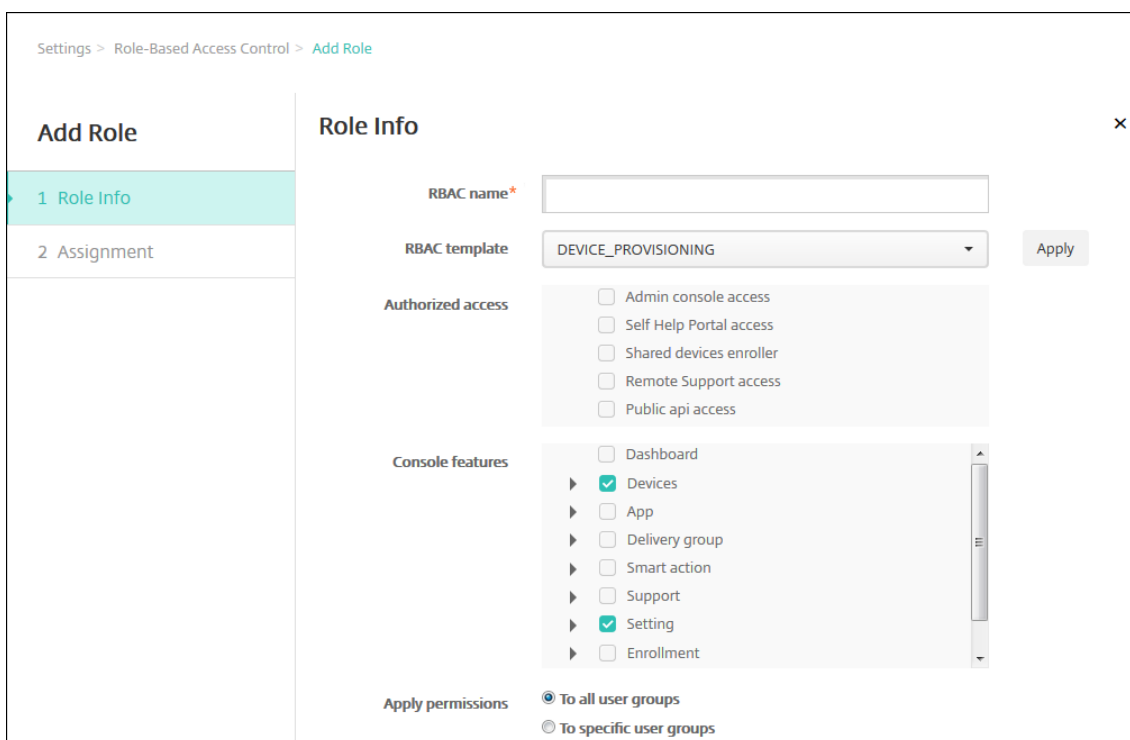 Settings > Role-Based Access Control > Add Role
Add Role
1 Role Info
2 Assignment
Role Info
×
RBAC name*
RBAC template
DEVICE_PROVISIONING
Apply
Authorized access
Admin console access
Self Help Portal access
Shared devices enroller
Remote Support access
Public api access
Console features
Dashboard
Devices
App
Delivery group
Smart action
Support
Setting
Enrollment
Apply permissions
To all user groups
To specific user groups